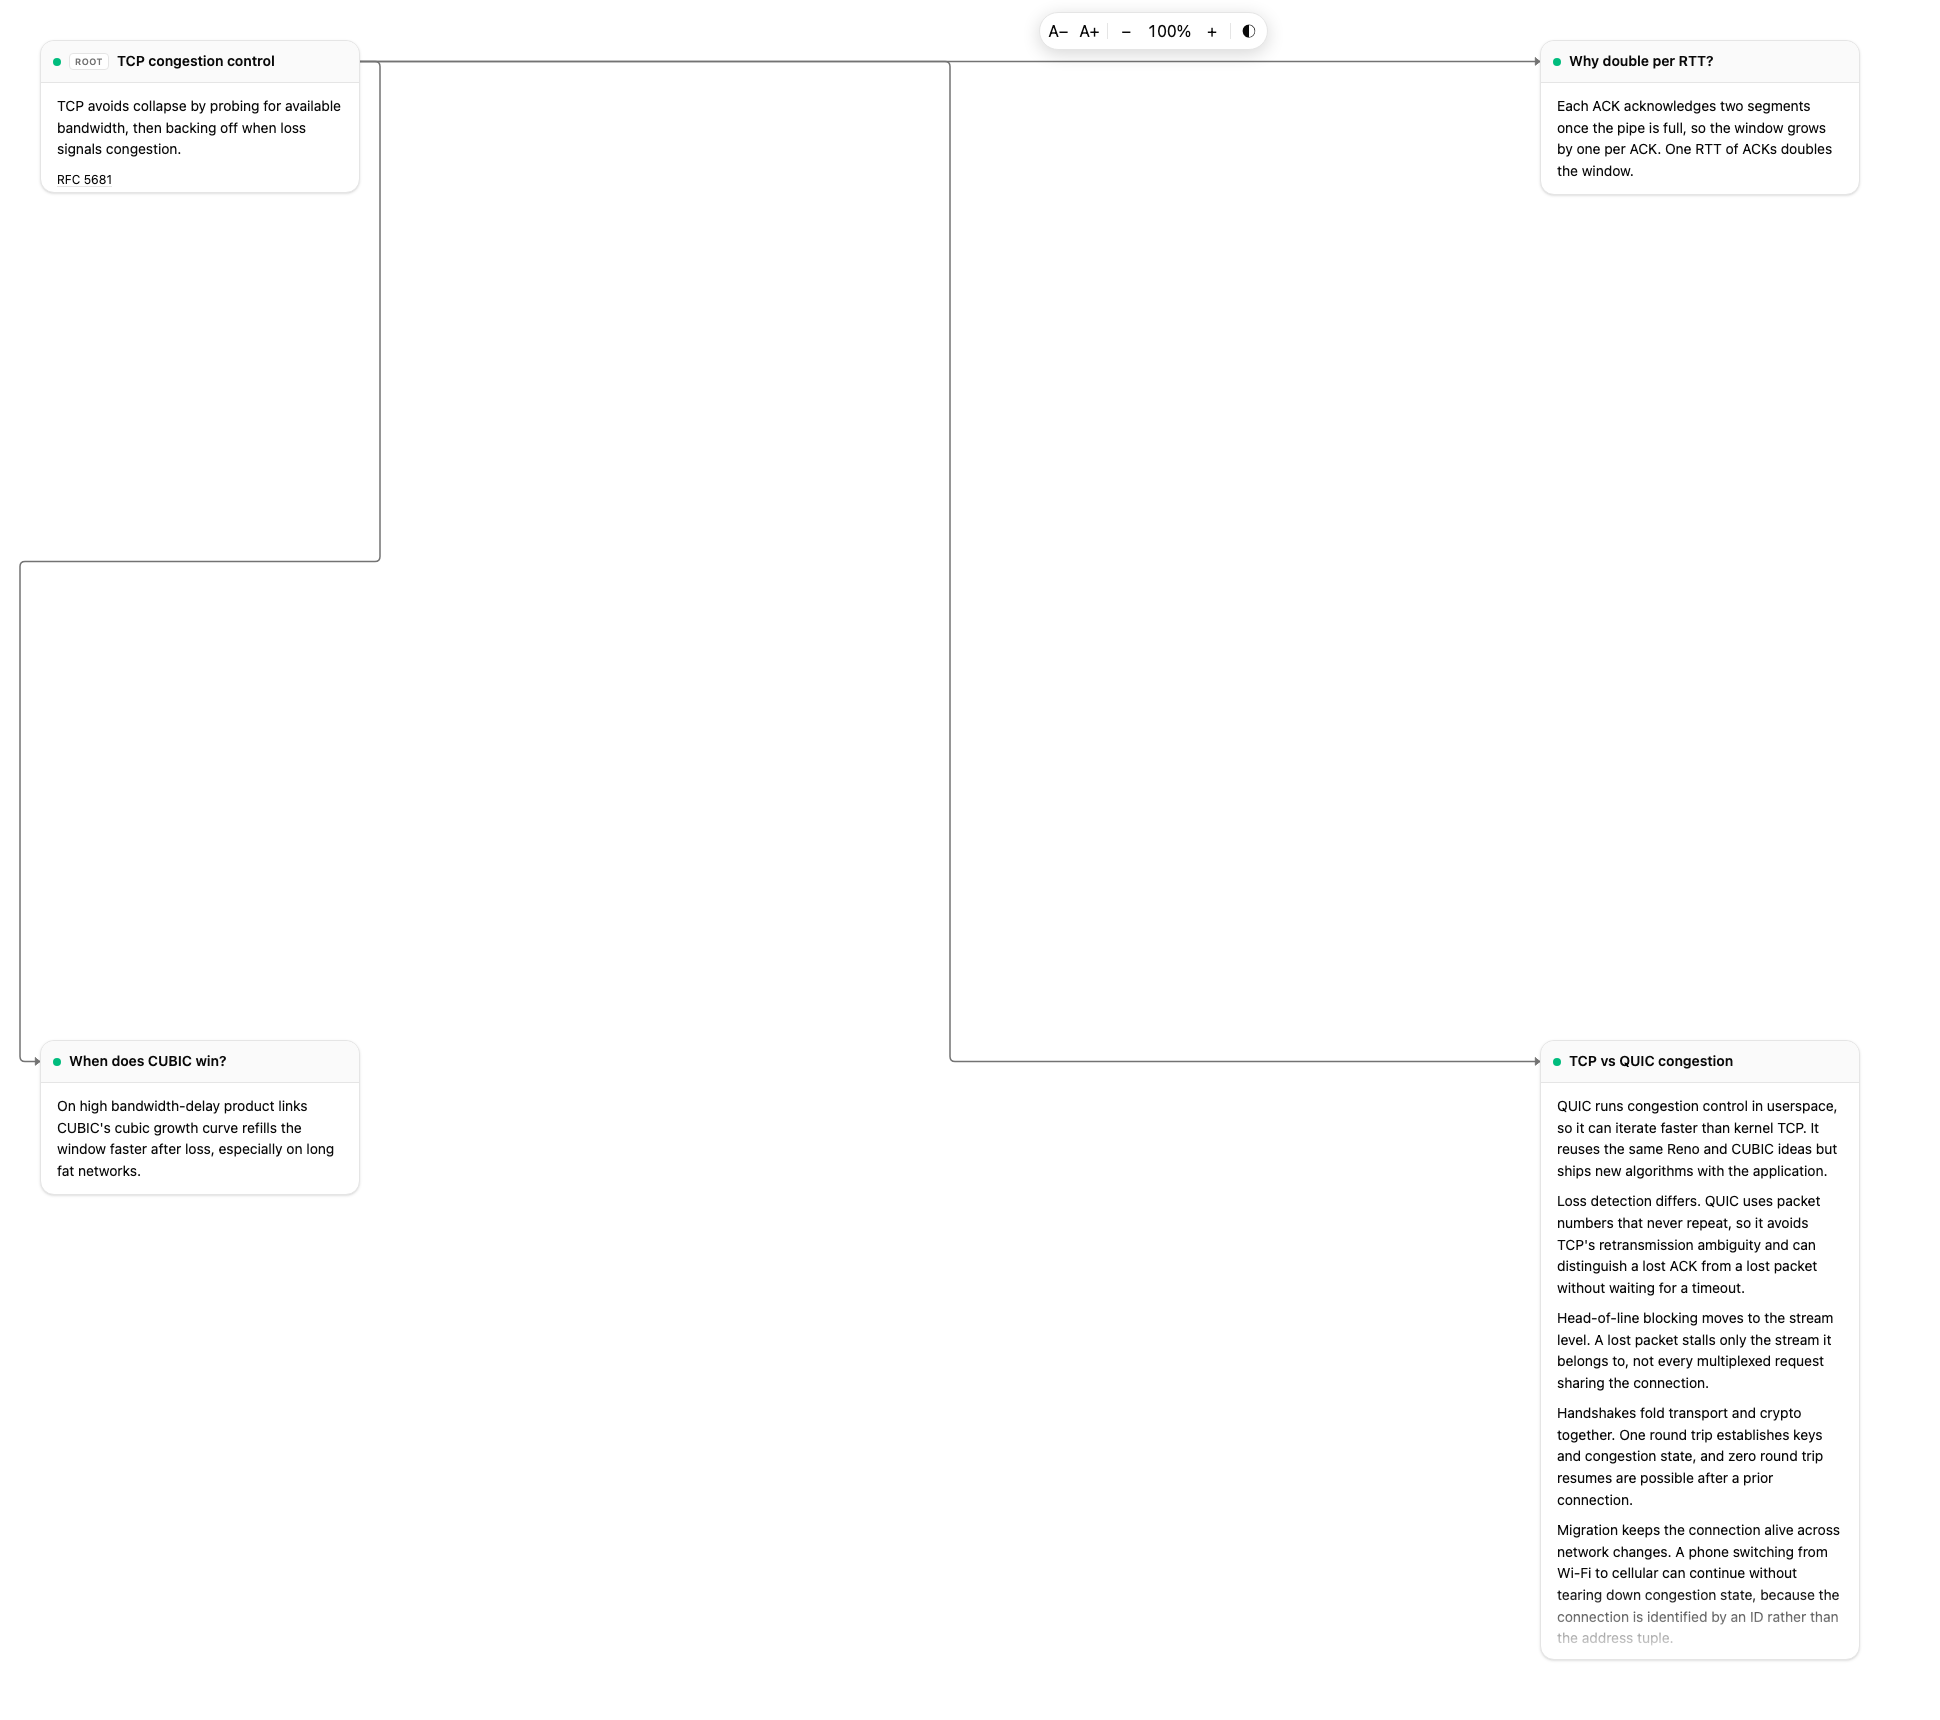 A− A+ − 100% +
ROOT TCP congestion control
TCP avoids collapse by probing for available
bandwidth, then backing off when loss
signals congestion.
RFC 5681
Why double per RTT?
Each ACK acknowledges two segments
once the pipe is full, so the window grows
by one per ACK. One RTT of ACKs doubles
the window.
When does CUBIC win?
On high bandwidth-delay product links
CUBIC's cubic growth curve refills the
window faster after loss, especially on long
fat networks.
TCP vs QUIC congestion
QUIC runs congestion control in userspace,
so it can iterate faster than kernel TCP. It
reuses the same Reno and CUBIC ideas but
ships new algorithms with the application.
Loss detection differs. QUIC uses packet
numbers that never repeat, so it avoids
TCP's retransmission ambiguity and can
distinguish a lost ACK from a lost packet
without waiting for a timeout.
Head-of-line blocking moves to the stream
level. A lost packet stalls only the stream it
belongs to, not every multiplexed request
sharing the connection.
Handshakes fold transport and crypto
together. One round trip establishes keys
and congestion state, and zero round trip
resumes are possible after a prior
connection.
Migration keeps the connection alive across
network changes. A phone switching from
Wi-Fi to cellular can continue without
tearing down congestion state, because the
connection is identified by an ID rather than
the address tuple.